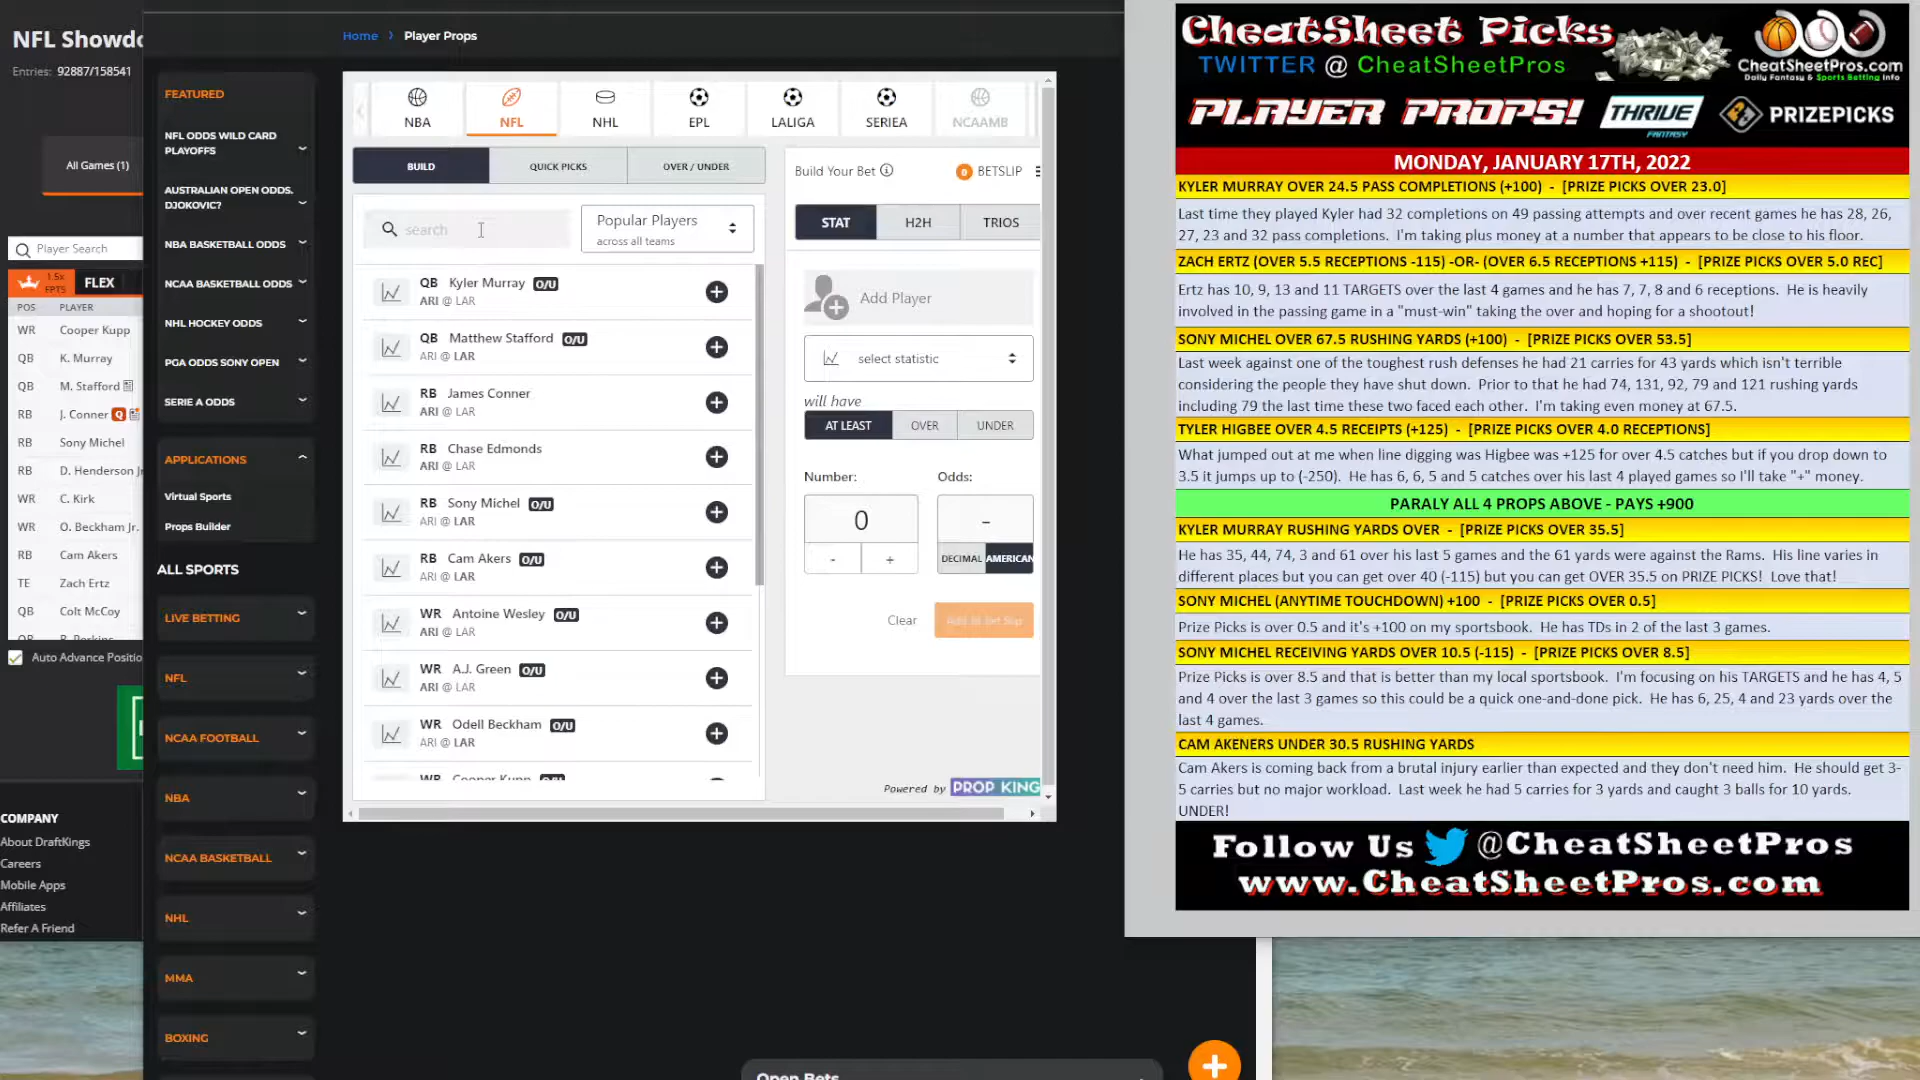 NFL Showdo
Entries: 92887/158541
All Games (1)
Player Search
1.5x
FPTS
FLEX
POS PLAYER
WR Cooper Kupp
QB K. Murray
QB M. Stafford
RB J. Conner Q
RB Sony Michel
RB D. Henderson Jr
WR C. Kirk
WR O. Beckham Jr.
RB Cam Akers
TE Zach Ertz
QB Colt McCoy
Auto Advance Positio
COMPANY
About DraftKings
Careers
Mobile Apps
Affiliates
Refer A Friend
Home > Player Props
FEATURED
NFL ODDS WILD CARD
PLAYOFFS
AUSTRALIAN OPEN ODDS.
DJOKOVIC?
NBA BASKETBALL ODDS
NCAA BASKETBALL ODDS
NHL HOCKEY ODDS
PGA ODDS SONY OPEN
SERIE A ODDS
APPLICATIONS
Virtual Sports
Props Builder
ALL SPORTS
LIVE BETTING
NFL
NCAA FOOTBALL
NBA
NCAA BASKETBALL
NHL
MMA
BOXING
NBA NFL NHL EPL LALIGA SERIEA NCAAMB
BUILD QUICK PICKS OVER / UNDER
search
Popular Players
across all teams
QB Kyler Murray O/U
ARI @ LAR
QB Matthew Stafford O/U
ARI @ LAR
RB James Conner
ARI @ LAR
RB Chase Edmonds
ARI @ LAR
RB Sony Michel O/U
ARI @ LAR
RB Cam Akers O/U
ARI @ LAR
WR Antoine Wesley O/U
ARI @ LAR
WR A.J. Green O/U
ARI @ LAR
WR Odell Beckham O/U
ARI @ LAR
WR Cooper Kupp O/U
Build Your Bet
0 BETSLIP
STAT H2H TRIOS
Add Player
select statistic
will have
AT LEAST OVER UNDER
Number: Odds:
0 -
- + DECIMAL AMERICAN
Clear Add to Bet Slip
Powered by PROP KING
Open Bets
CheatSheet Picks
TWITTER @ CheatSheetPros
CheatSheetPros.com
Daily Fantasy & Sports Betting Info
PLAYER PROPS! THRIVE FANTASY PRIZEPICKS
MONDAY, JANUARY 17TH, 2022
KYLER MURRAY OVER 24.5 PASS COMPLETIONS (+100) - [PRIZE PICKS OVER 23.0]
Last time they played Kyler had 32 completions on 49 passing attempts and over recent games he has 28, 26,
27, 23 and 32 pass completions. I'm taking plus money at a number that appears to be close to his floor.
ZACH ERTZ (OVER 5.5 RECEPTIONS -115) -OR- (OVER 6.5 RECEPTIONS +115) - [PRIZE PICKS OVER 5.0 REC]
Ertz has 10, 9, 13 and 11 TARGETS over the last 4 games and he has 7, 7, 8 and 6 receptions. He is heavily
involved in the passing game in a "must-win" taking the over and hoping for a shootout!
SONY MICHEL OVER 67.5 RUSHING YARDS (+100) - [PRIZE PICKS OVER 53.5]
Last week against one of the toughest rush defenses he had 21 carries for 43 yards which isn't terrible
considering the people they have shut down. Prior to that he had 74, 131, 92, 79 and 121 rushing yards
including 79 the last time these two faced each other. I'm taking even money at 67.5.
TYLER HIGBEE OVER 4.5 RECEIPTS (+125) - [PRIZE PICKS OVER 4.0 RECEPTIONS]
What jumped out at me when line digging was Higbee was +125 for over 4.5 catches but if you drop down to
3.5 it jumps up to (-250). He has 6, 6, 5 and 5 catches over his last 4 played games so I'll take "+" money.
PARALY ALL 4 PROPS ABOVE - PAYS +900
KYLER MURRAY RUSHING YARDS OVER - [PRIZE PICKS OVER 35.5]
He has 35, 44, 74, 3 and 61 over his last 5 games and the 61 yards were against the Rams. His line varies in
different places but you can get over 40 (-115) but you can get OVER 35.5 on PRIZE PICKS! Love that!
SONY MICHEL (ANYTIME TOUCHDOWN) +100 - [PRIZE PICKS OVER 0.5]
Prize Picks is over 0.5 and it's +100 on my sportsbook. He has TDs in 2 of the last 3 games.
SONY MICHEL RECEIVING YARDS OVER 10.5 (-115) - [PRIZE PICKS OVER 8.5]
Prize Picks is over 8.5 and that is better than my local sportsbook. I'm focusing on his TARGETS and he has 4, 5
and 4 over the last 3 games so this could be a quick one-and-done pick. He has 6, 25, 4 and 23 yards over the
last 4 games.
CAM AKENERS UNDER 30.5 RUSHING YARDS
Cam Akers is coming back from a brutal injury earlier than expected and they don't need him. He should get 3-
5 carries but no major workload. Last week he had 5 carries for 3 yards and caught 3 balls for 10 yards.
UNDER!
Follow Us @CheatSheetPros
www.CheatSheetPros.com